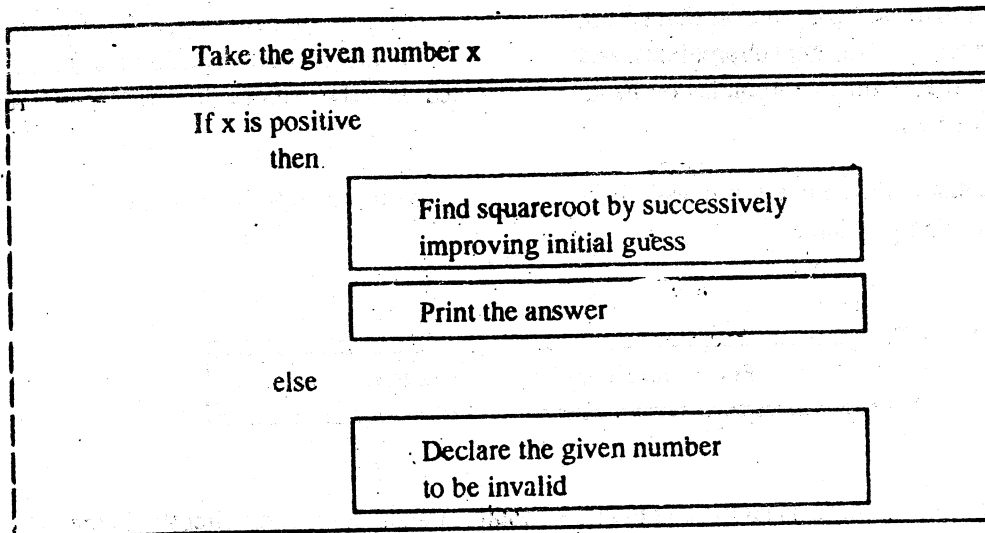 Take the given number x
If x is positive
then
Find squareroot by successively
improving initial guess
Print the answer
else
Declare the given number
to be invalid